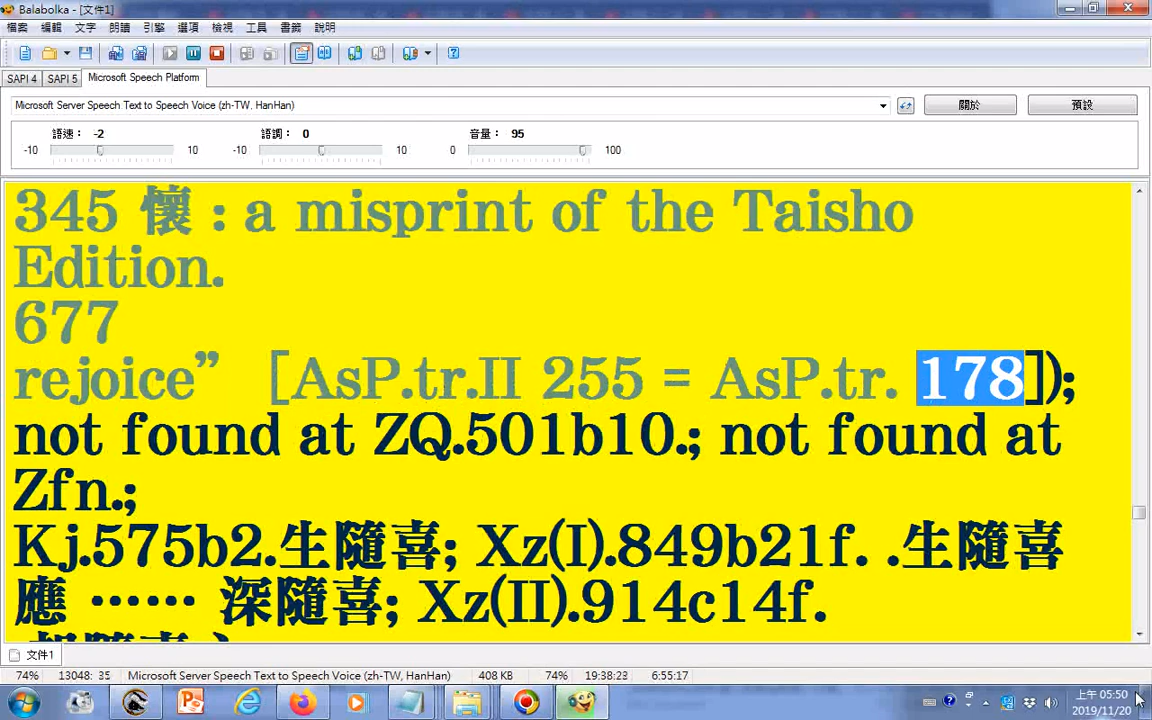 Balabolka - [文件1]
檔案 編輯 文字 朗讀 引擎 選項 檢視 工具 書籤 說明
SAPI 4 SAPI 5 Microsoft Speech Platform
Microsoft Server Speech Text to Speech Voice (zh-TW, HanHan) 關於 預設
語速： -2 語調： 0 音量： 95
-10 10 -10 10 0 100
345 懷 : a misprint of the Taisho
Edition.
677
rejoice” [AsP.tr.II 255 = AsP.tr. 178]);
not found at ZQ.501b10.; not found at
Zfn.;
Kj.575b2.生隨喜; Xz(I).849b21f. .生隨喜
應 …… 深隨喜; Xz(II).914c14f.
文件1
74% 13048: 35 Microsoft Server Speech Text to Speech Voice (zh-TW, HanHan) 408 KB 74% 19:38:23 6:55:17
上午 05:50
2019/11/20